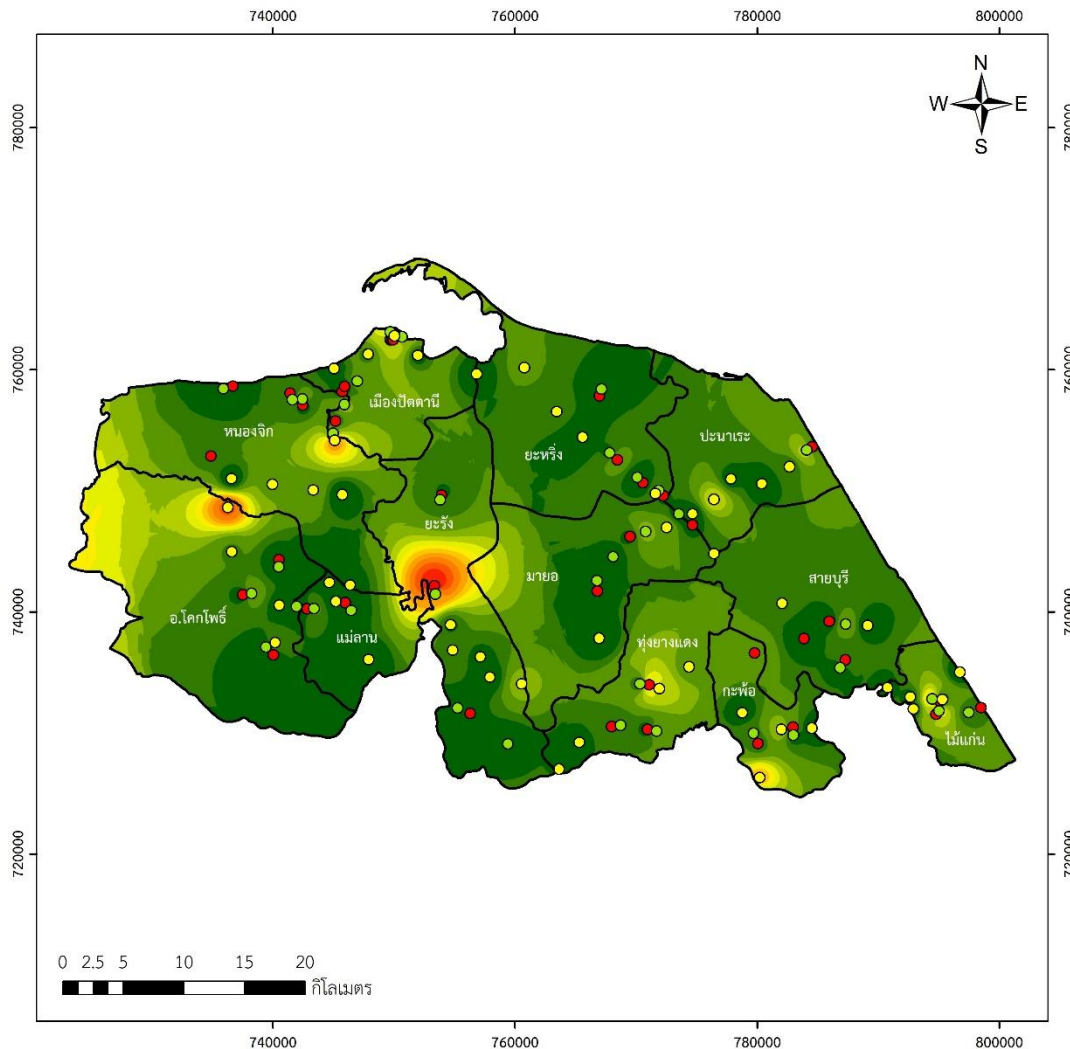 740000 760000 780000 800000
N
W E
S
780000 780000
760000 760000
เมืองปัตตานี
หนองจิก
ปะนาเระ
ยะหริ่ง
ยะรัง
มายอ
สายบุรี
อ.โคกโพธิ์
แม่ลาน
ทุ่งยางแดง
กะพ้อ
ไม้แก่น
740000 740000
720000 720000
0 2.5 5 10 15 20
กิโลเมตร
740000 760000 780000 800000